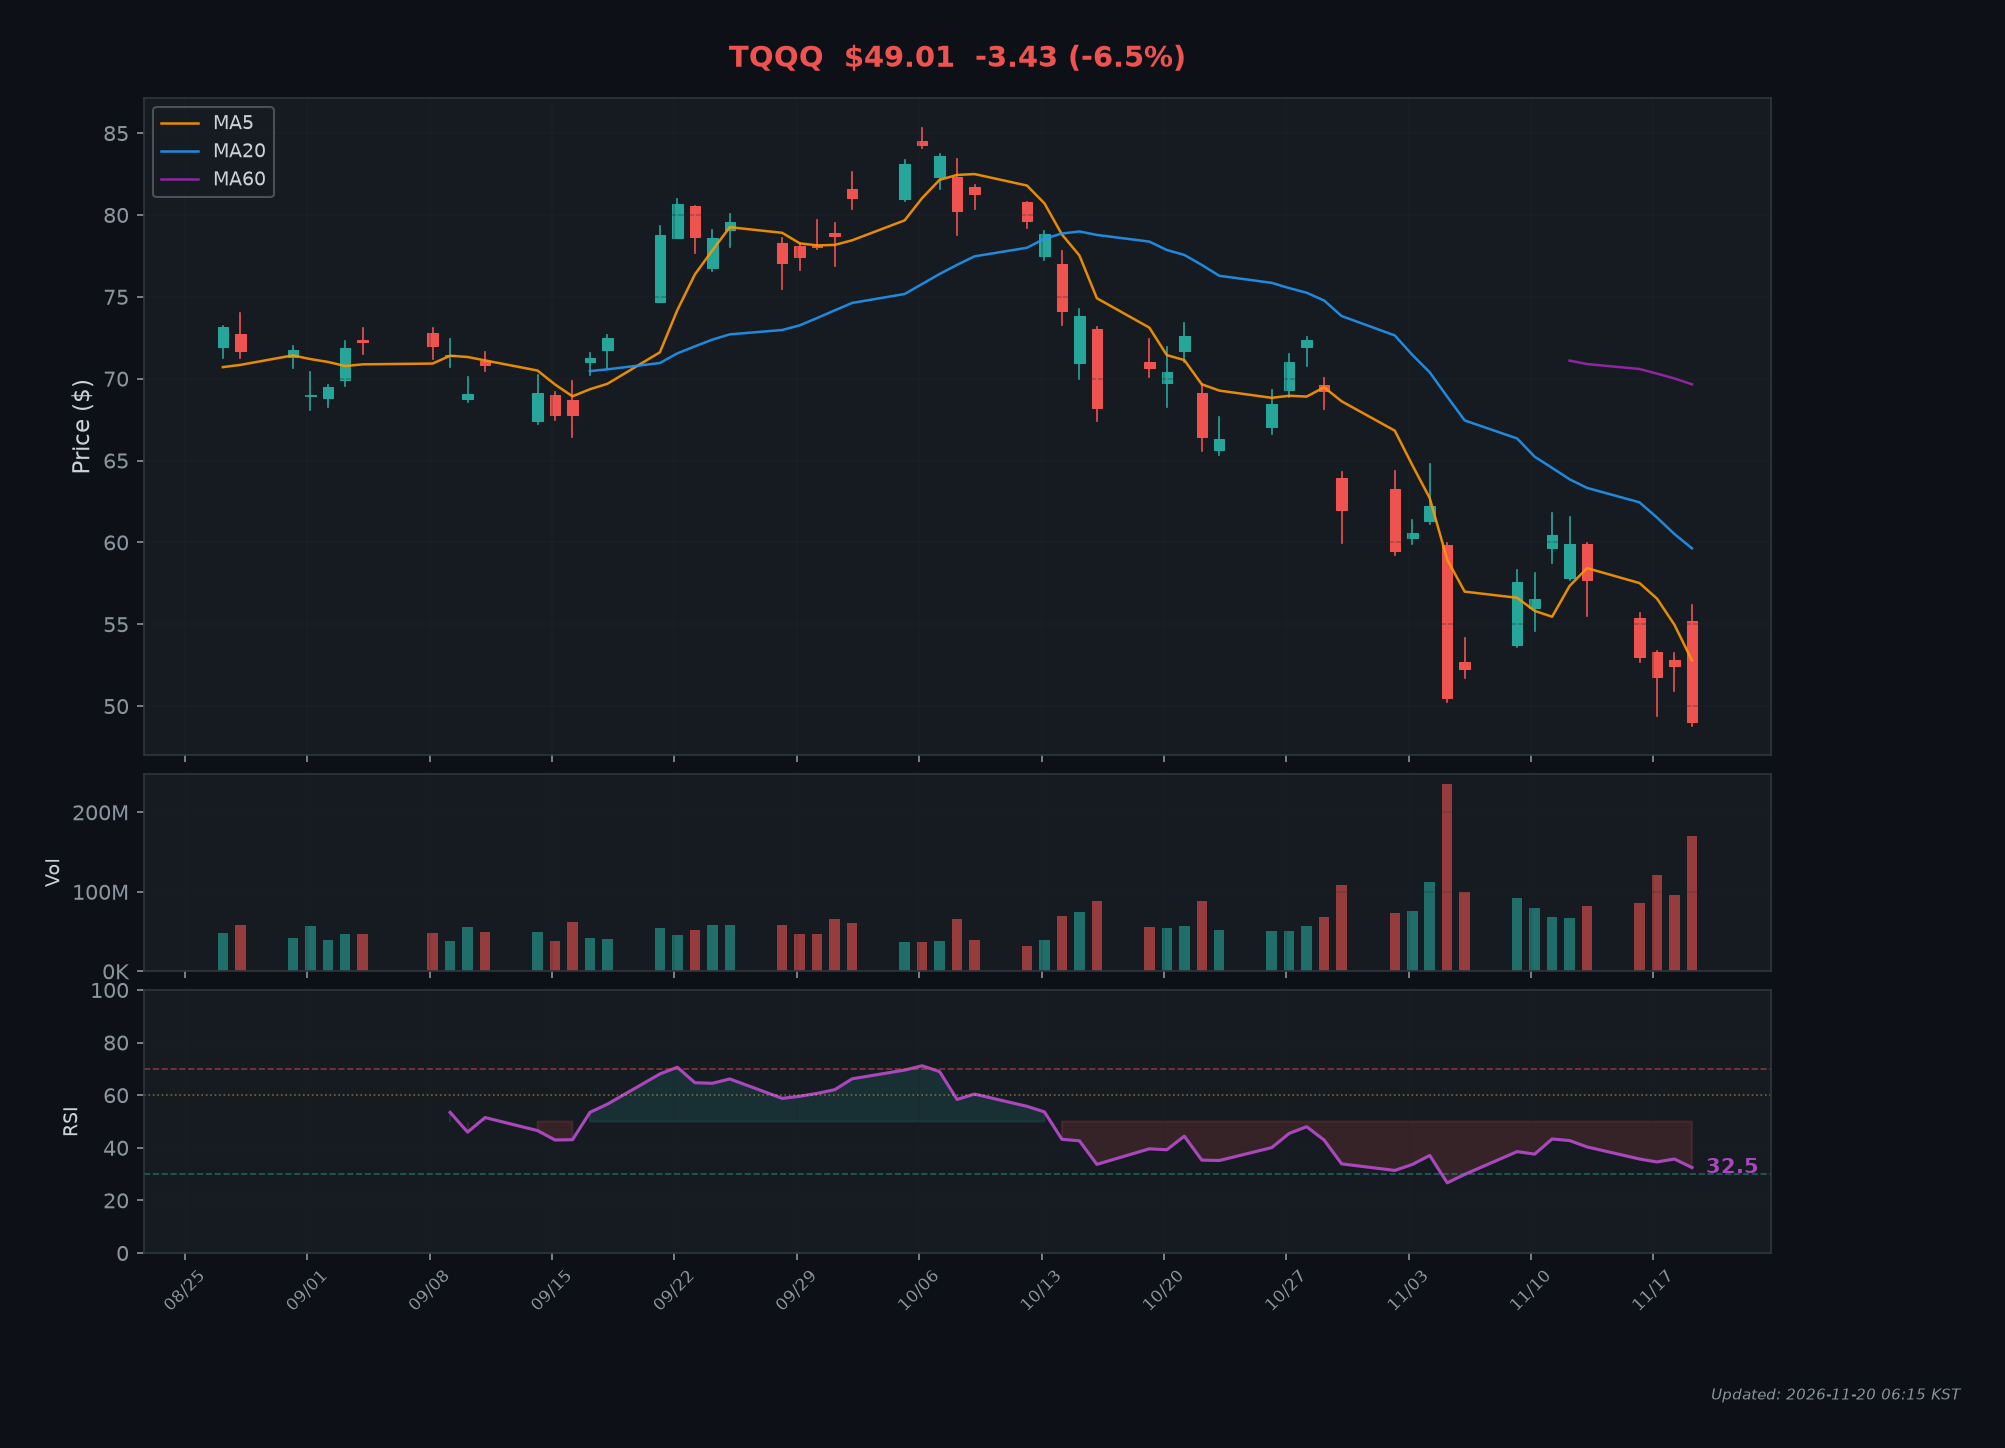 TQQQ $49.01 -3.43 (-6.5%)
MA5
MA20
MA60
Price ($)
85
80
75
70
65
60
55
50
Vol
200M
100M
0K
RSI
100
80
60
40
20
0
32.5
08/25 09/01 09/08 09/15 09/22 09/29 10/06 10/13 10/20 10/27 11/03 11/10 11/17
Updated: 2026-11-20 06:15 KST